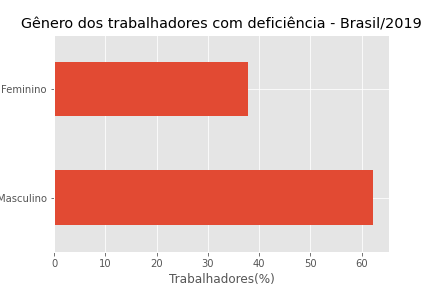 Gênero dos trabalhadores com deficiência - Brasil/2019
Feminino
Masculino
0 10 20 30 40 50 60
Trabalhadores(%)